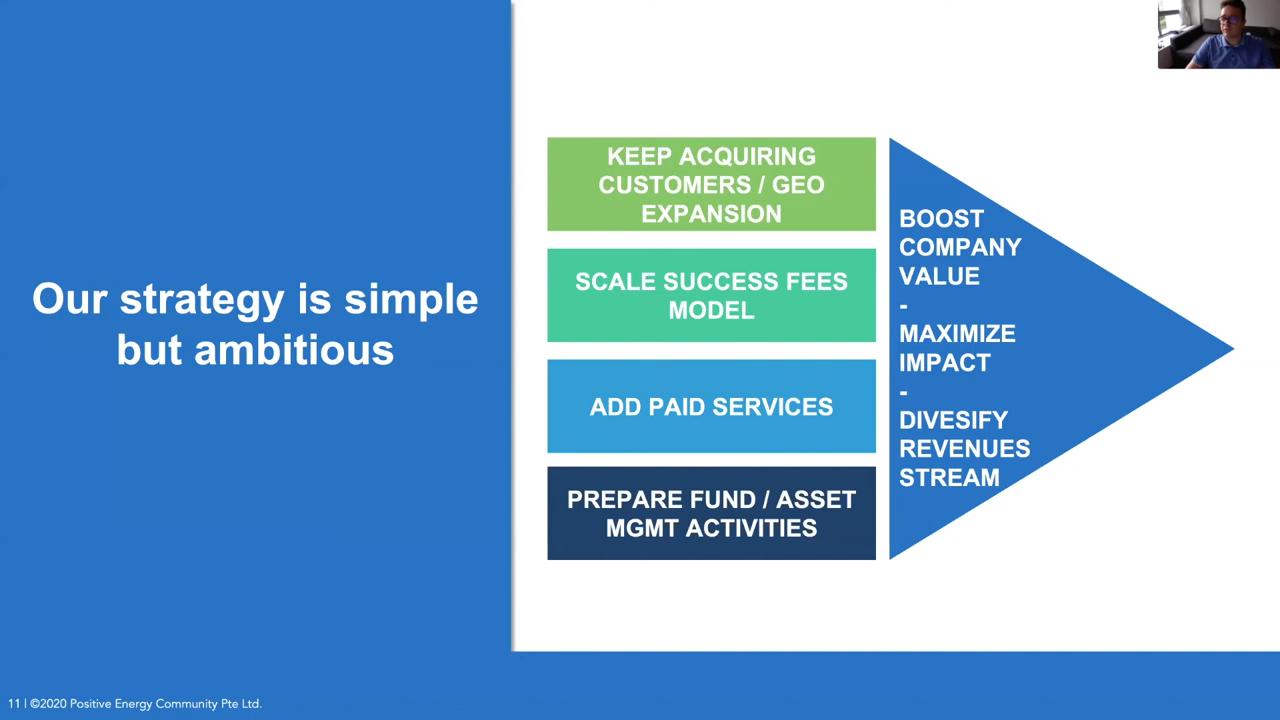 Our strategy is simple
but ambitious
KEEP ACQUIRING
CUSTOMERS / GEO
EXPANSION
SCALE SUCCESS FEES
MODEL
ADD PAID SERVICES
PREPARE FUND / ASSET
MGMT ACTIVITIES
BOOST
COMPANY
VALUE
-
MAXIMIZE
IMPACT
-
DIVESIFY
REVENUES
STREAM
11 | ©2020 Positive Energy Community Pte Ltd.